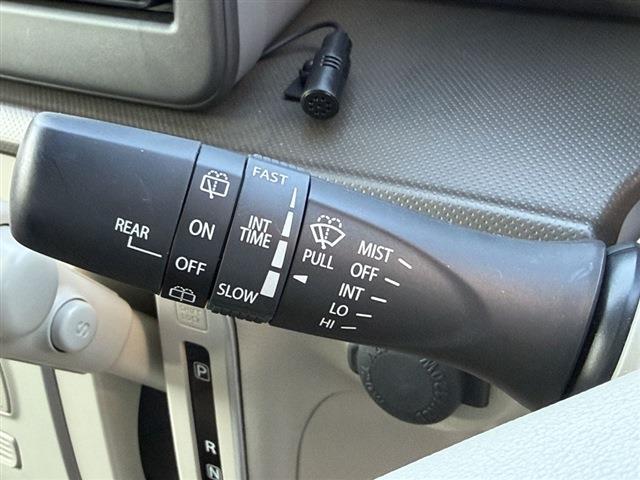 FAST
INT
TIME
SLOW
REAR
ON
OFF
PULL
MIST
OFF
INT
LO
HI
P
R
N
S